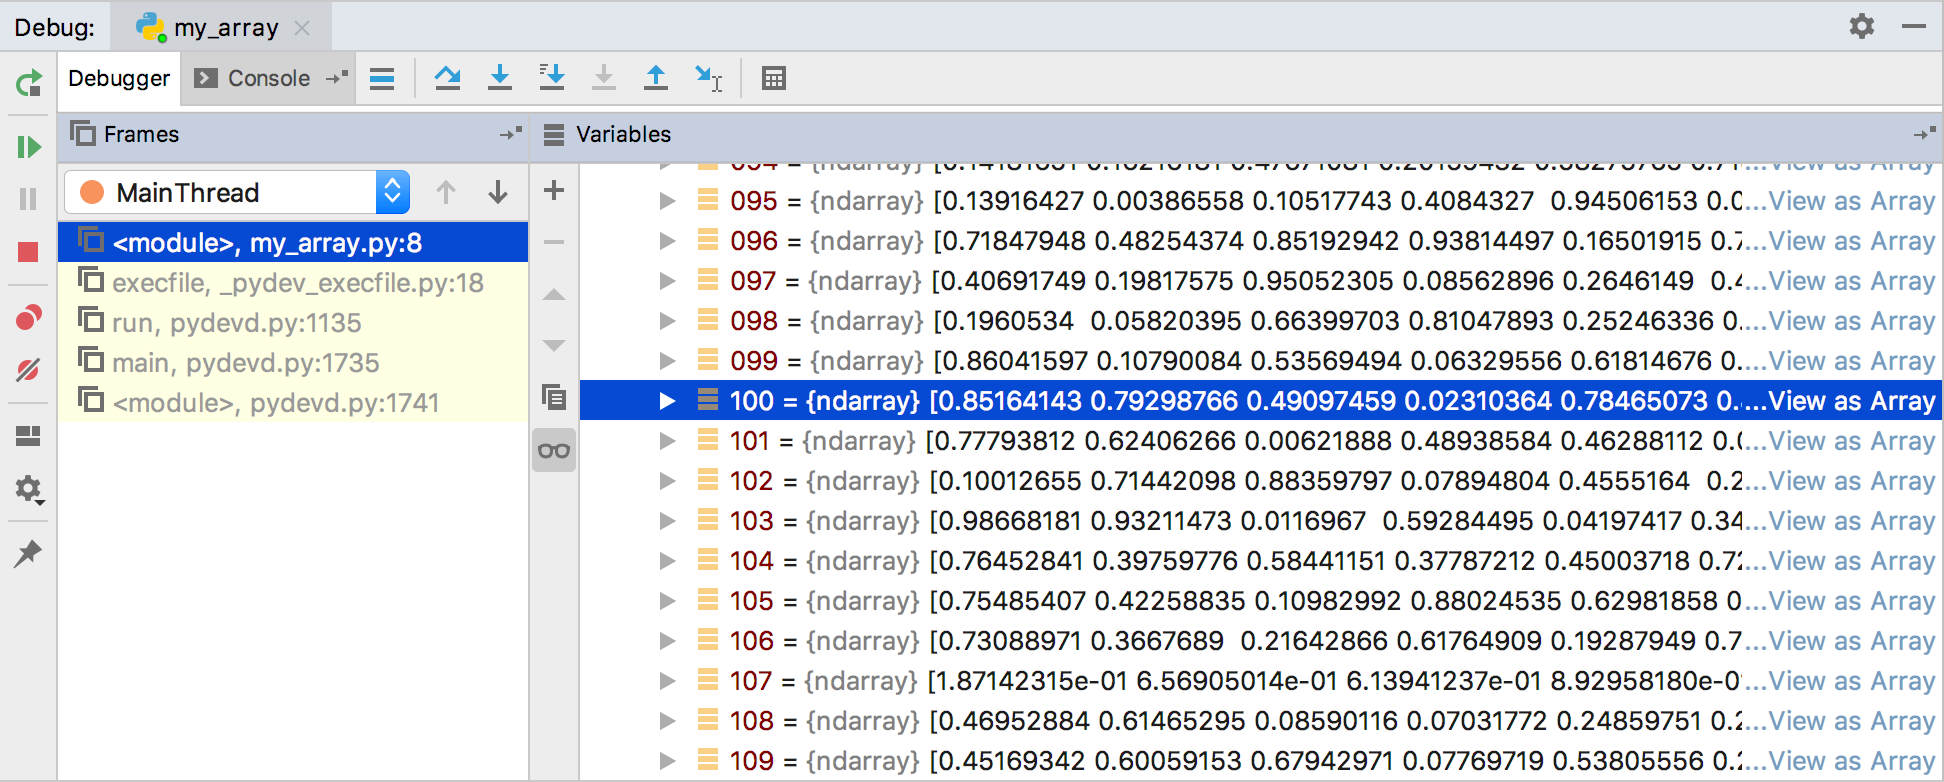 Debug: my_array
Debugger Console
Frames
Variables
MainThread
<module>, my_array.py:8
execfile, _pydev_execfile.py:18
run, pydevd.py:1135
main, pydevd.py:1735
<module>, pydevd.py:1741
095 = {ndarray} [0.13916427 0.00386558 0.10517743 0.4084327 0.94506153 0.0...View as Array
096 = {ndarray} [0.71847948 0.48254374 0.85192942 0.93814497 0.16501915 0.7...View as Array
097 = {ndarray} [0.40691749 0.19817575 0.95052305 0.08562896 0.2646149 0.4...View as Array
098 = {ndarray} [0.1960534 0.05820395 0.66399703 0.81047893 0.25246336 0....View as Array
099 = {ndarray} [0.86041597 0.10790084 0.53569494 0.06329556 0.61814676 0....View as Array
100 = {ndarray} [0.85164143 0.79298766 0.49097459 0.02310364 0.78465073 0....View as Array
101 = {ndarray} [0.77793812 0.62406266 0.00621888 0.48938584 0.46288112 0.0...View as Array
102 = {ndarray} [0.10012655 0.71442098 0.88359797 0.07894804 0.4555164 0.2...View as Array
103 = {ndarray} [0.98668181 0.93211473 0.0116967 0.59284495 0.04197417 0.34...View as Array
104 = {ndarray} [0.76452841 0.39759776 0.58441151 0.37787212 0.45003718 0.72...View as Array
105 = {ndarray} [0.75485407 0.42258835 0.10982992 0.88024535 0.62981858 0...View as Array
106 = {ndarray} [0.73088971 0.3667689 0.21642866 0.61764909 0.19287949 0.7...View as Array
107 = {ndarray} [1.87142315e-01 6.56905014e-01 6.13941237e-01 8.92958180e-01...View as Array
108 = {ndarray} [0.46952884 0.61465295 0.08590116 0.07031772 0.24859751 0.2...View as Array
109 = {ndarray} [0.45169342 0.60059153 0.67942971 0.07769719 0.53805556 0.2...View as Array